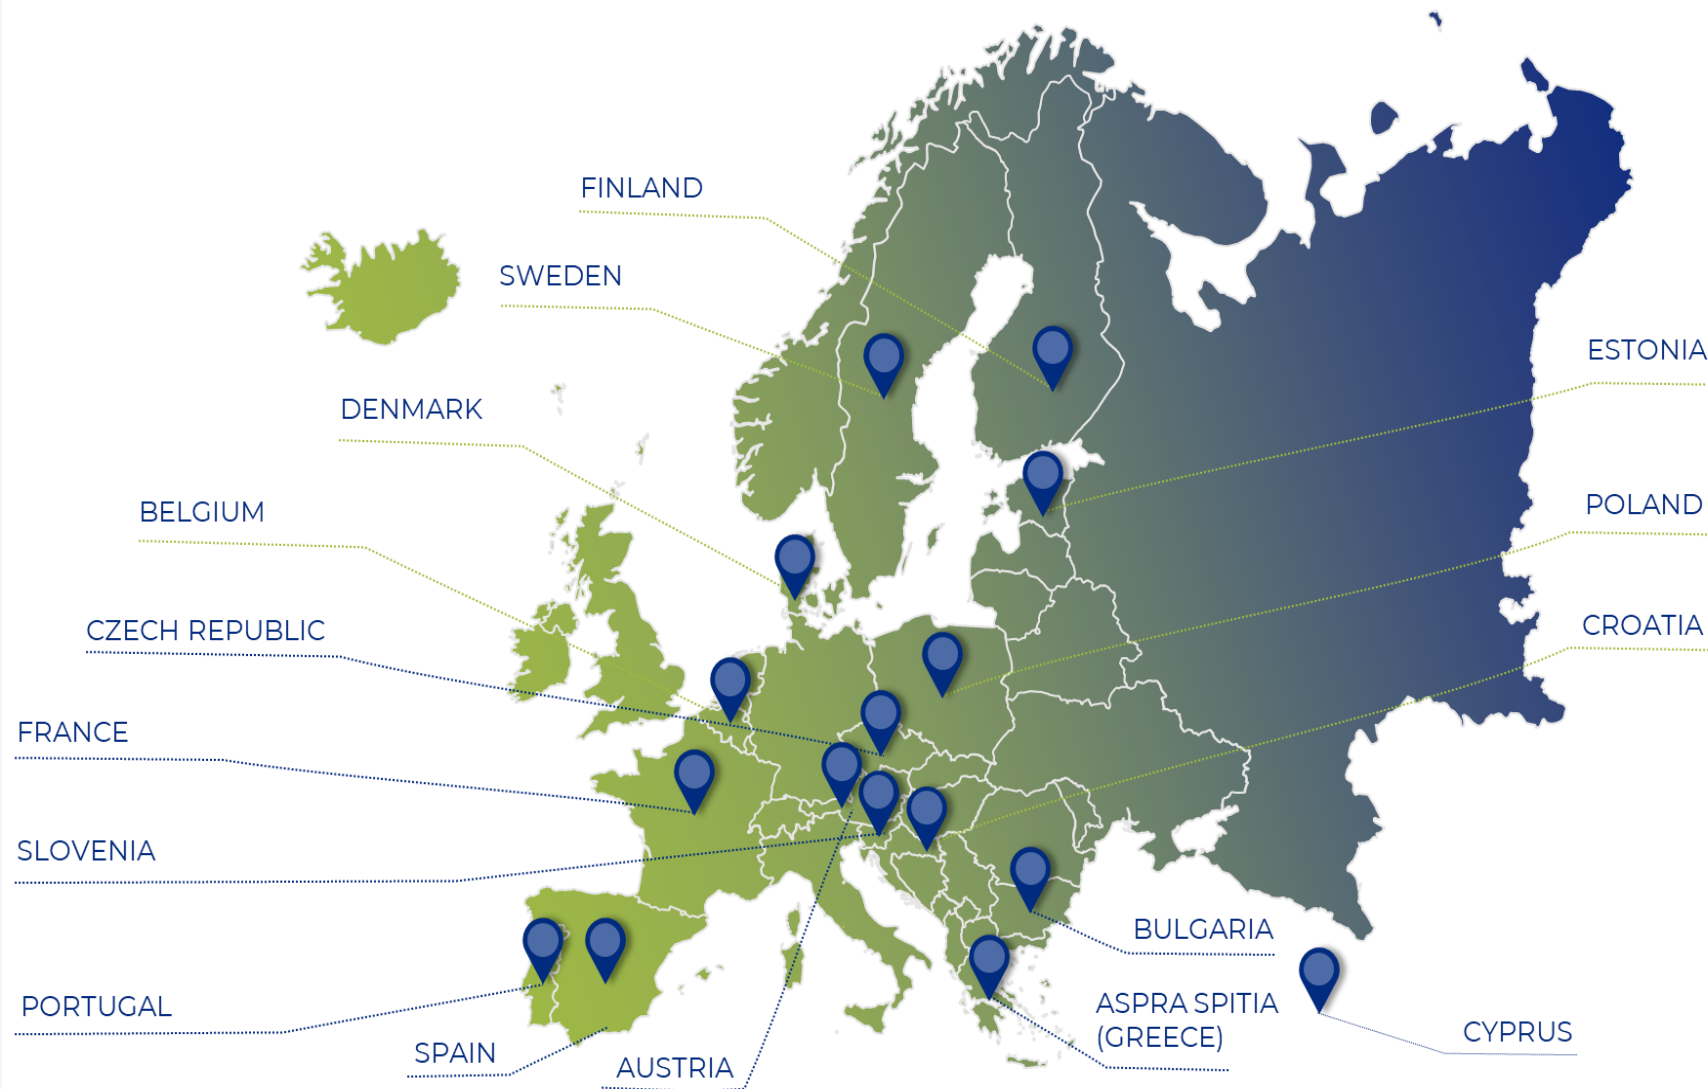 FINLAND
SWEDEN
ESTONIA
DENMARK
POLAND
BELGIUM
CROATIA
CZECH REPUBLIC
FRANCE
SLOVENIA
BULGARIA
PORTUGAL
ASPRA SPITIA
(GREECE)
CYPRUS
SPAIN
AUSTRIA